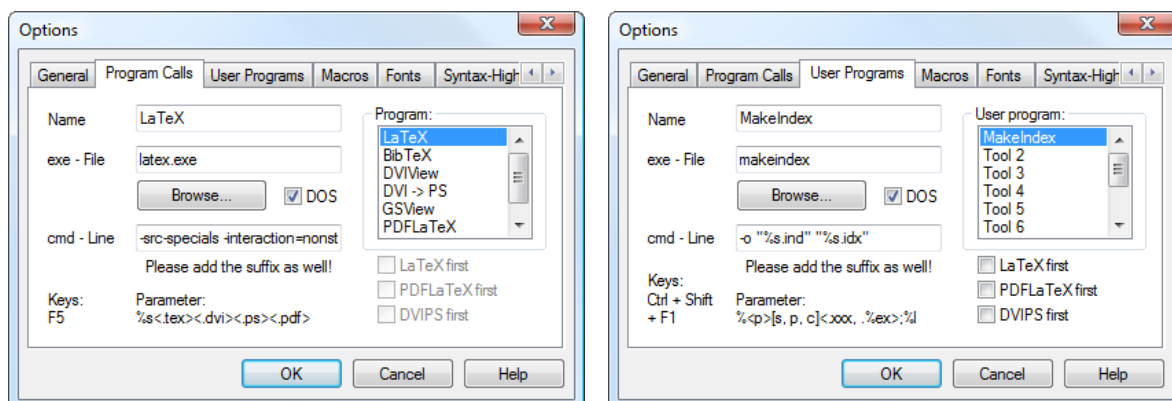 Options
General Program Calls User Programs Macros Fonts Syntax-High
Name LaTeX
exe - File latex.exe
Browse... DOS
cmd - Line -src-specials -interaction=nonst
Please add the suffix as well!
Keys:
F5
Parameter:
%s<.tex><.dvi><.ps><.pdf>
Program:
LaTeX
BibTeX
DVIView
DVI -> PS
GSView
PDFLaTeX
LaTeX first
PDFLaTeX first
DVIPS first
OK Cancel Help
Options
General Program Calls User Programs Macros Fonts Syntax-High
Name MakeIndex
exe - File makeindex
Browse... DOS
cmd - Line -o "%s.ind" "%s.idx"
Please add the suffix as well!
Keys:
Ctrl + Shift
+ F1
Parameter:
%<p>[s, p, c]<.xxx, .%ex>;%l
User program:
MakeIndex
Tool 2
Tool 3
Tool 4
Tool 5
Tool 6
LaTeX first
PDFLaTeX first
DVIPS first
OK Cancel Help